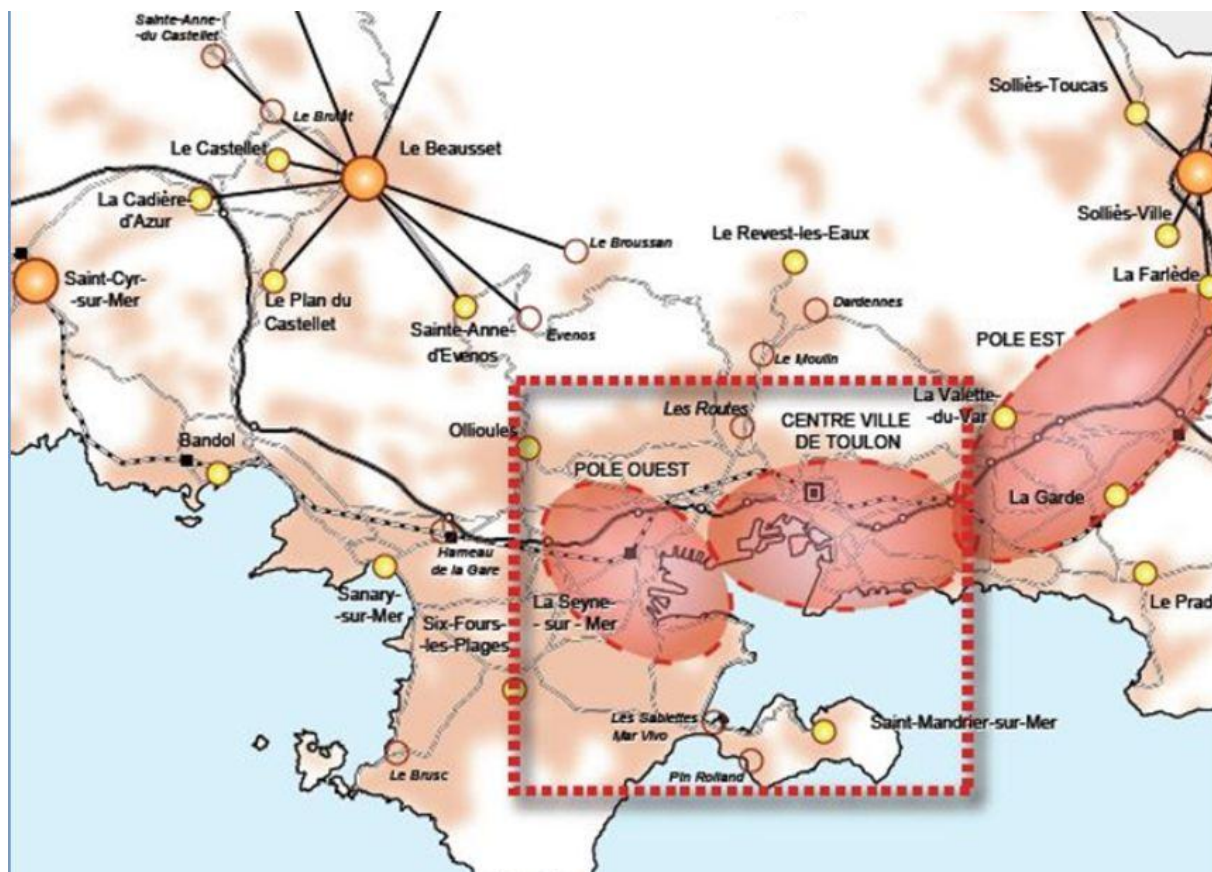 Sainte-Anne-
-du Castellet
Le Brulat
Le Castellet
Le Beausset
La Cadière-
d'Azur
Saint-Cyr-
-sur-Mer
Le Plan du
Castellet
Sainte-Anne-
d'Evenos
Evenos
Le Broussan
Solliès-Toucas
Solliès-Ville
La Farlède
Le Revest-les-Eaux
Dardennes
Le Moulin
POLE EST
Les Routes
La Valette-
-du-Var
CENTRE VILLE
DE TOULON
Ollioules
Bandol
POLE OUEST
La Garde
Hameau
de la Gare
Sanary-
-sur-Mer
La Seyne-
- sur - Mer
Six-Fours-
-les-Plages
Le Prad
Les Sablettes
Mar Vivo
Saint-Mandrier-sur-Mer
Le Brusc
Pin Rolland